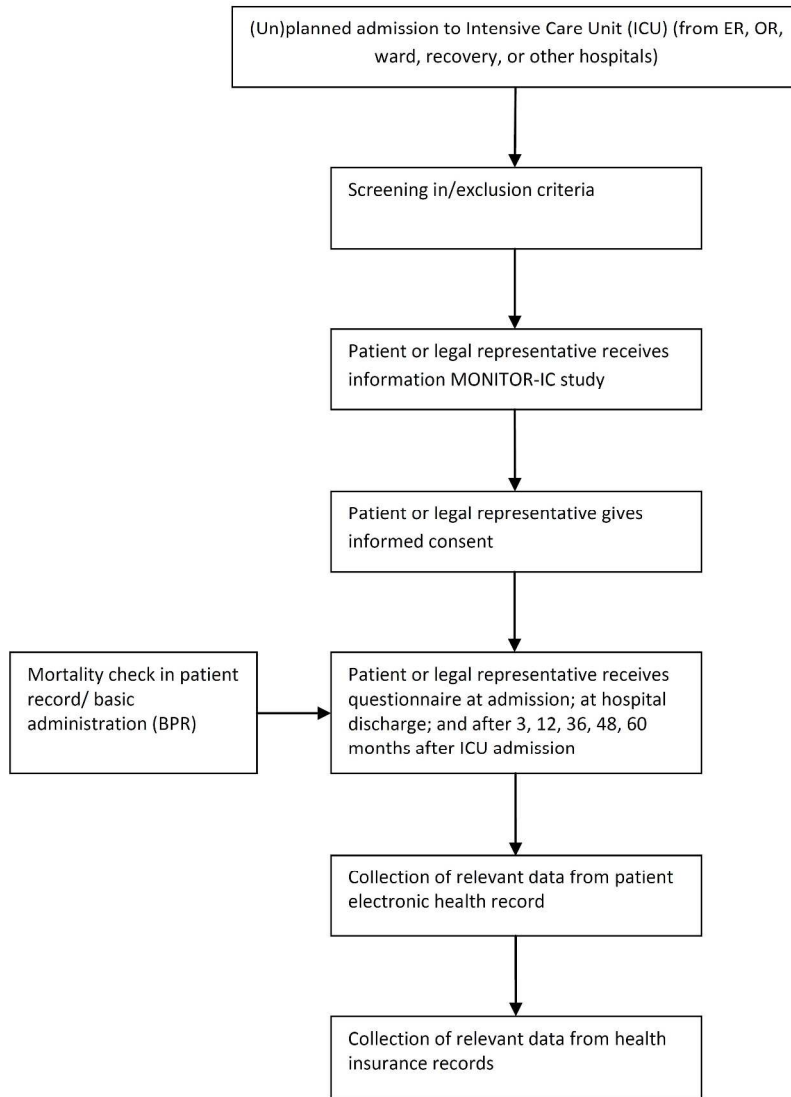 (Un)planned admission to Intensive Care Unit (ICU) (from ER, OR,
ward, recovery, or other hospitals)
Screening in/exclusion criteria
Patient or legal representative receives
information MONITOR-IC study
Patient or legal representative gives
informed consent
Mortality check in patient
record/ basic
administration (BPR)
Patient or legal representative receives
questionnaire at admission; at hospital
discharge; and after 3, 12, 36, 48, 60
months after ICU admission
Collection of relevant data from patient
electronic health record
Collection of relevant data from health
insurance records